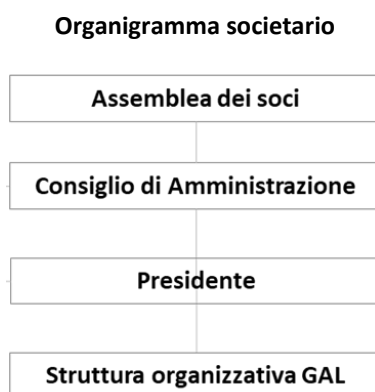 Organigramma societario
Assemblea dei soci
Consiglio di Amministrazione
Presidente
Struttura organizzativa GAL